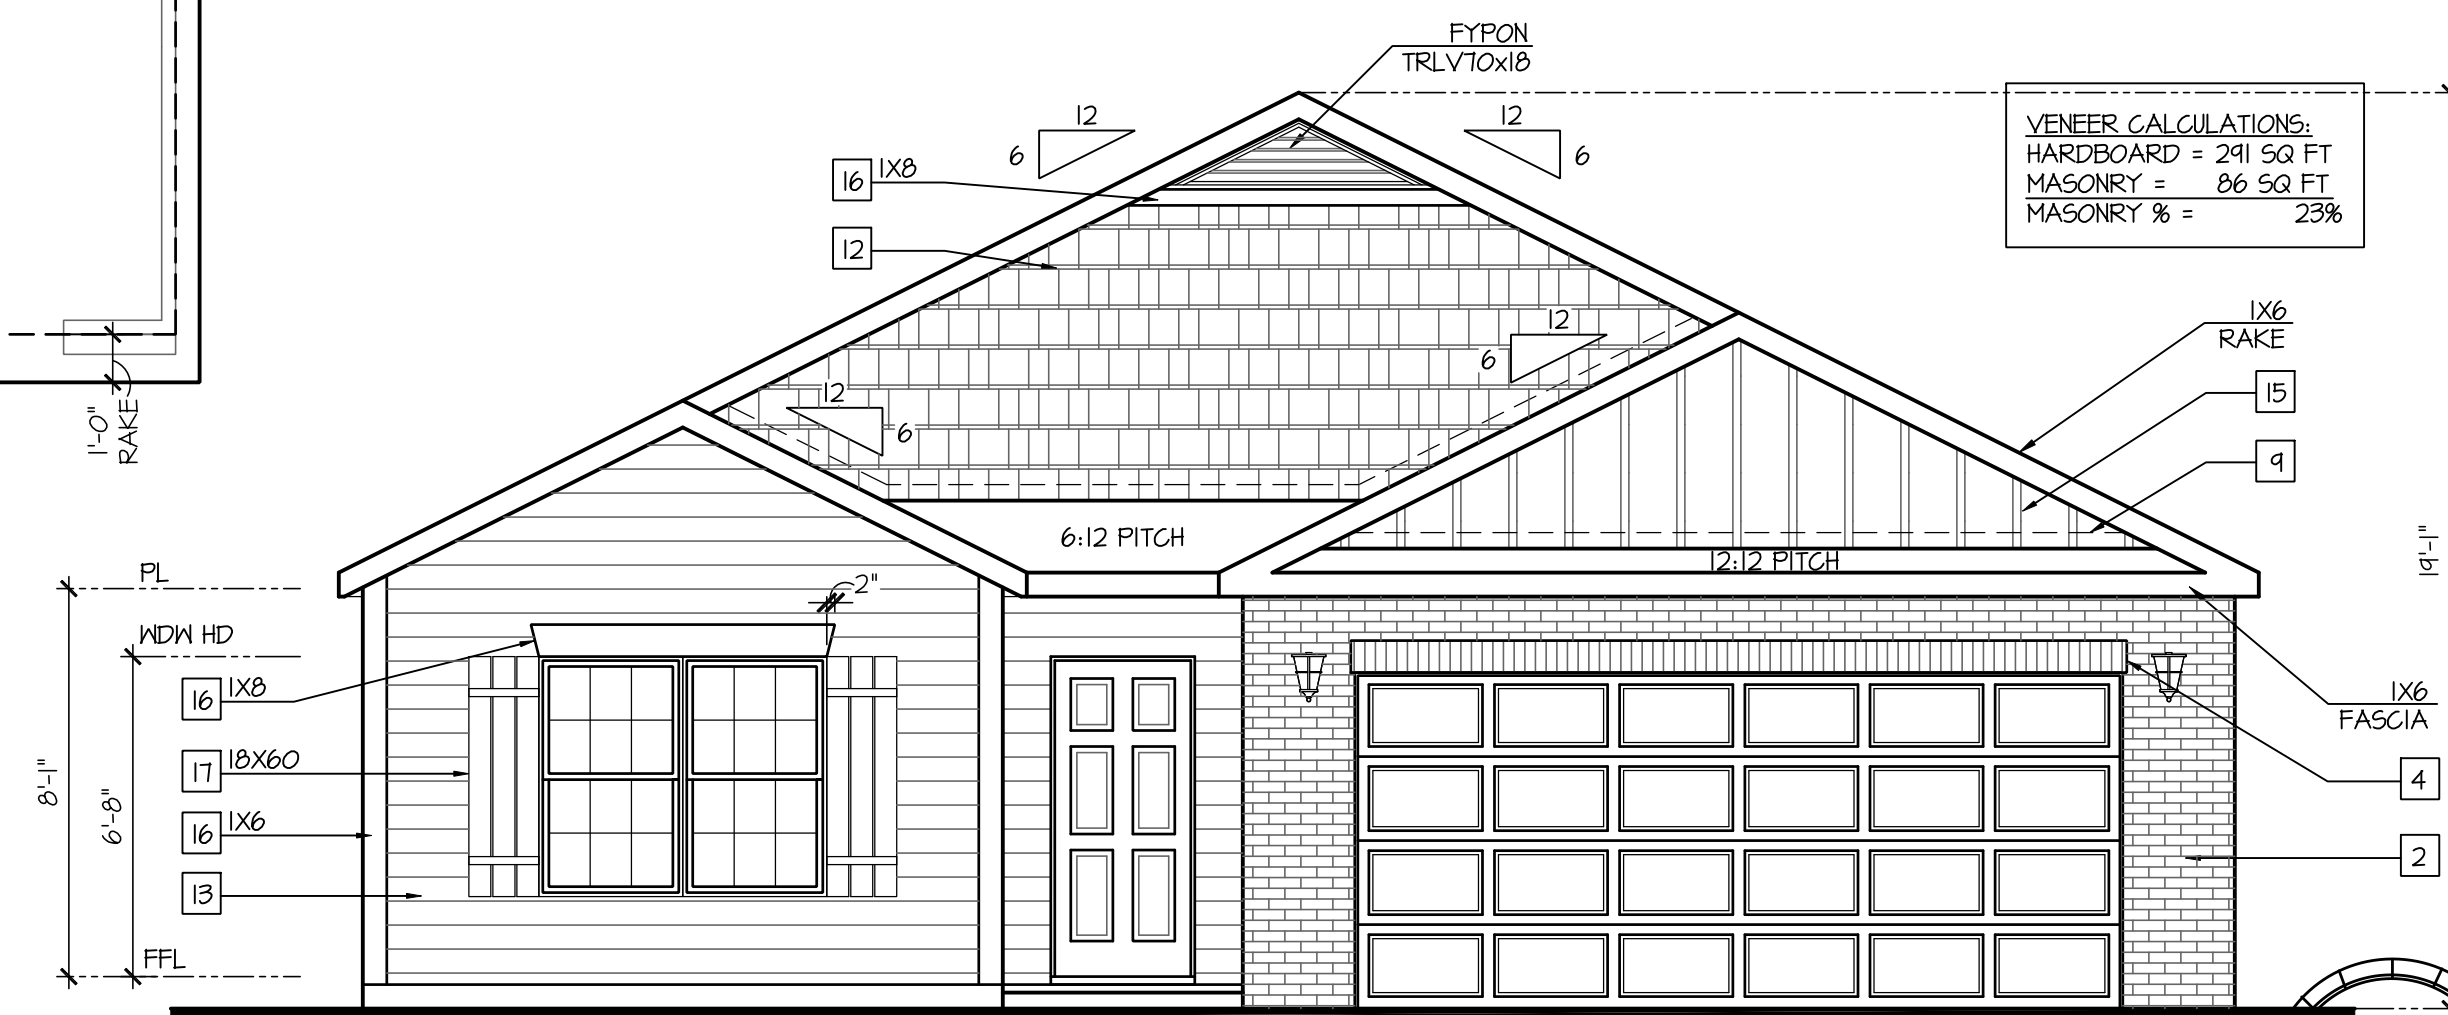 FYPON
TRLV70x18
12
6
12
6
16 1X8
12
VENEER CALCULATIONS:
HARDBOARD = 291 SQ FT
MASONRY = 86 SQ FT
MASONRY % = 23%
1X6
RAKE
12
6
15
12
6
9
1'-0"
RAKE
6:12 PITCH
12:12 PITCH
19'-1"
PL
2"
WDW HD
16 1X8
1X6
FASCIA
17 18X60
4
8'-1"
6'-8"
16 1X6
2
13
FFL